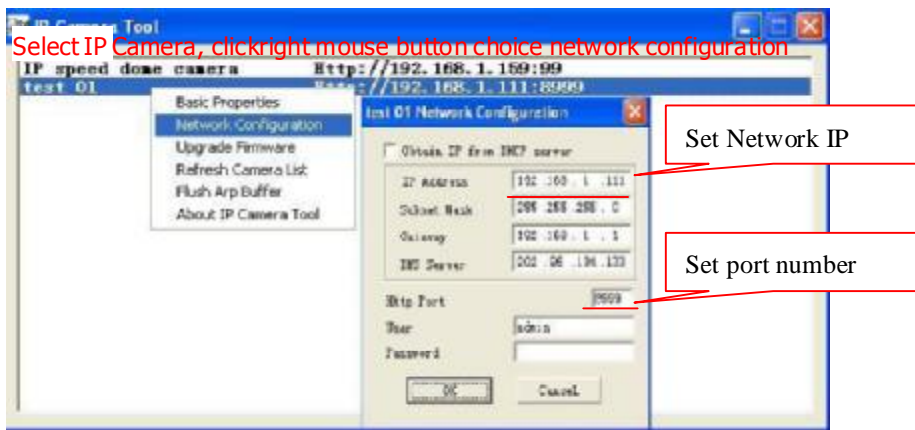 IP Camera Tool
Select IP Camera, clickright mouse button choice network configuration
IP speed dome camera Http://192.168.1.159:99
test 01 Http://192.168.1.111:8999
Basic Properties
Network Configuration
Upgrade Firmware
Refresh Camera List
Flush Arp Buffer
About IP Camera Tool
test 01 Network Configuration
Obtain IP from DHCP server
IP Address 192 .168 . 1 .111
Subnet Mask 255 .255 .255 . 0
Gateway 192 .168 . 1 . 1
DNS Server 202 . 96 .134.133
Http Port 8999
User admin
Password
OK Cancel
Set Network IP
Set port number